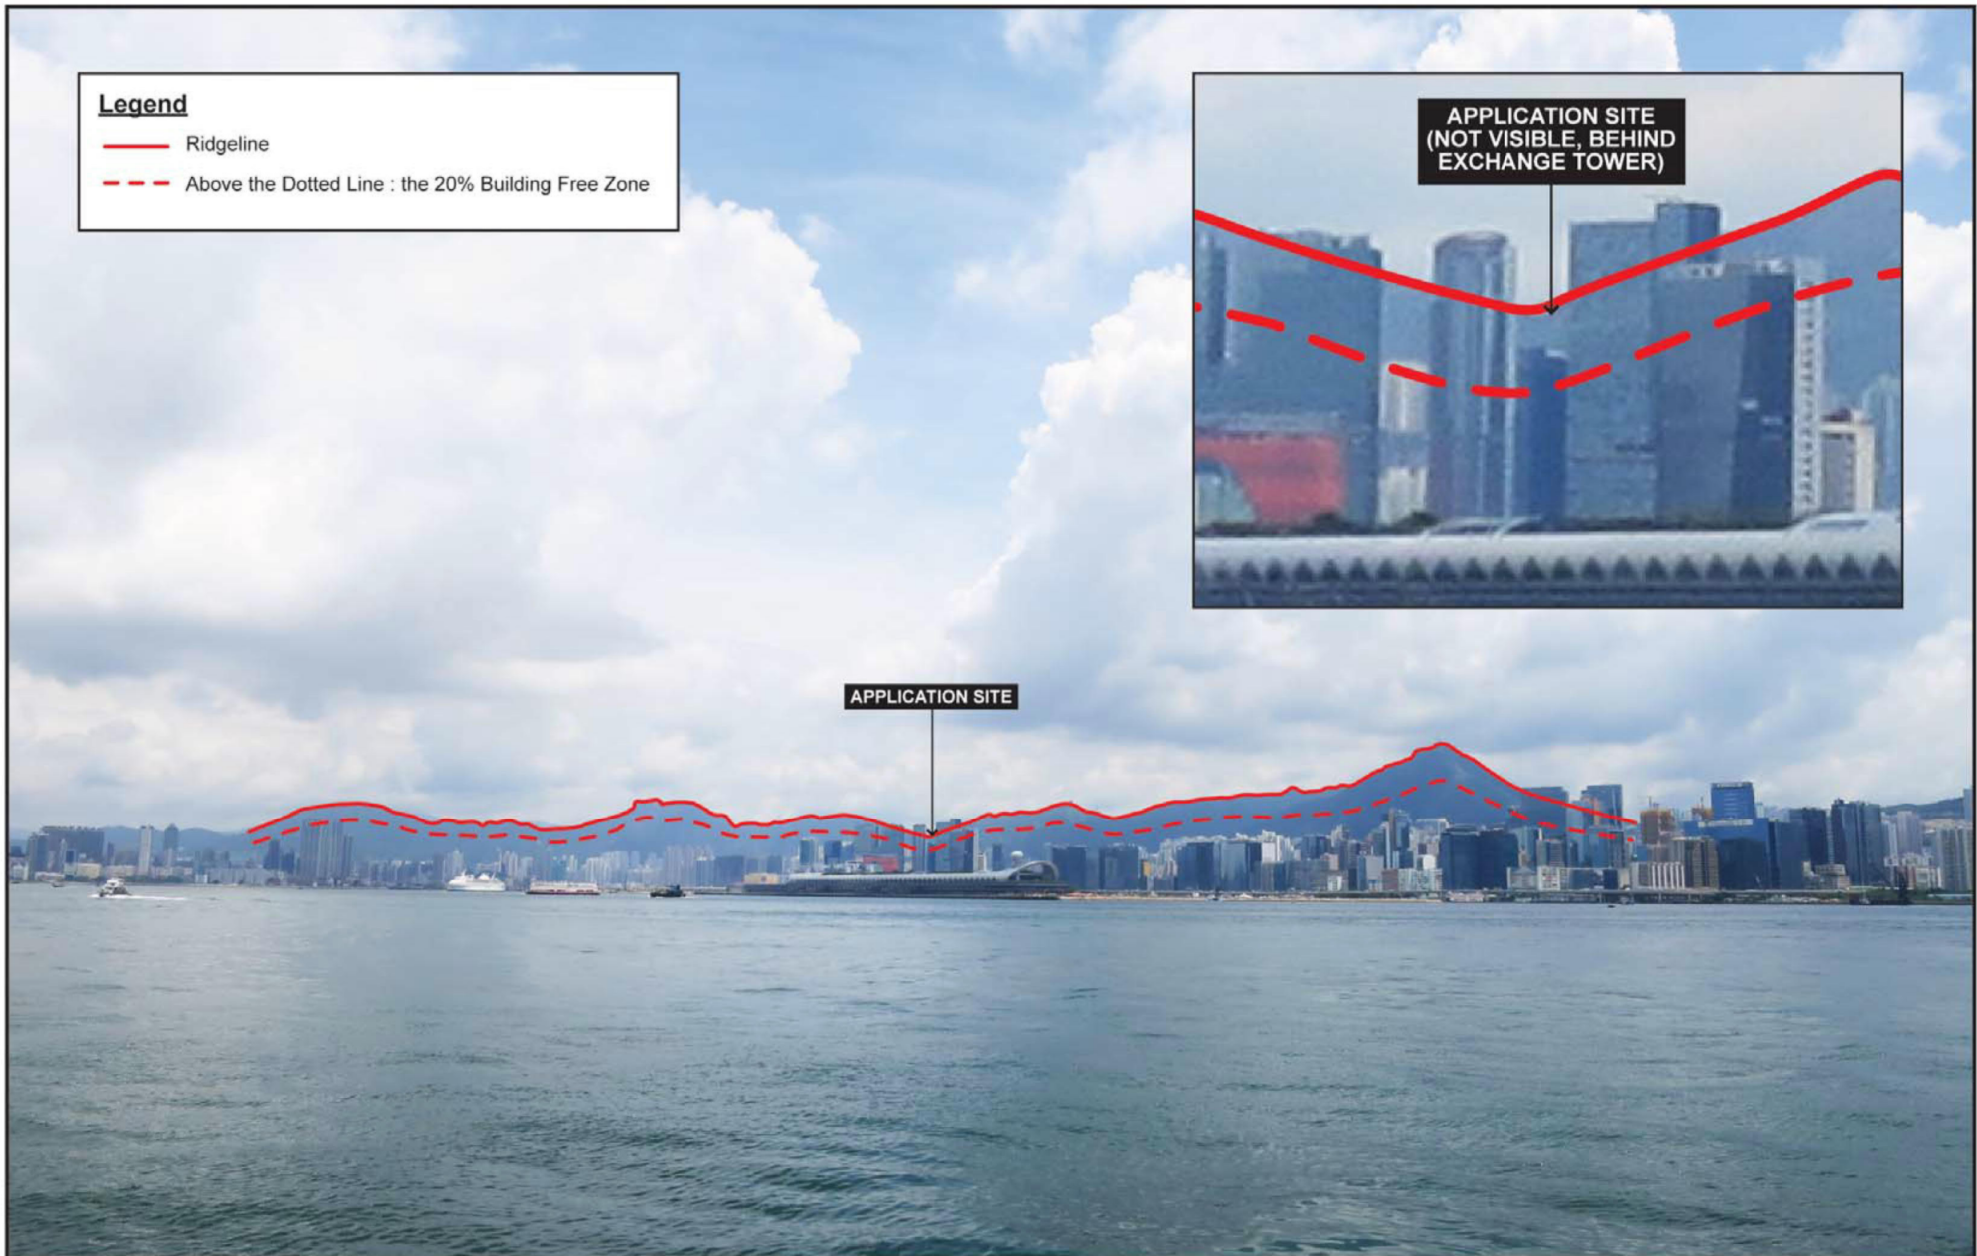 Legend
Ridgeline
Above the Dotted Line : the 20% Building Free Zone
APPLICATION SITE
(NOT VISIBLE, BEHIND
EXCHANGE TOWER)
APPLICATION SITE